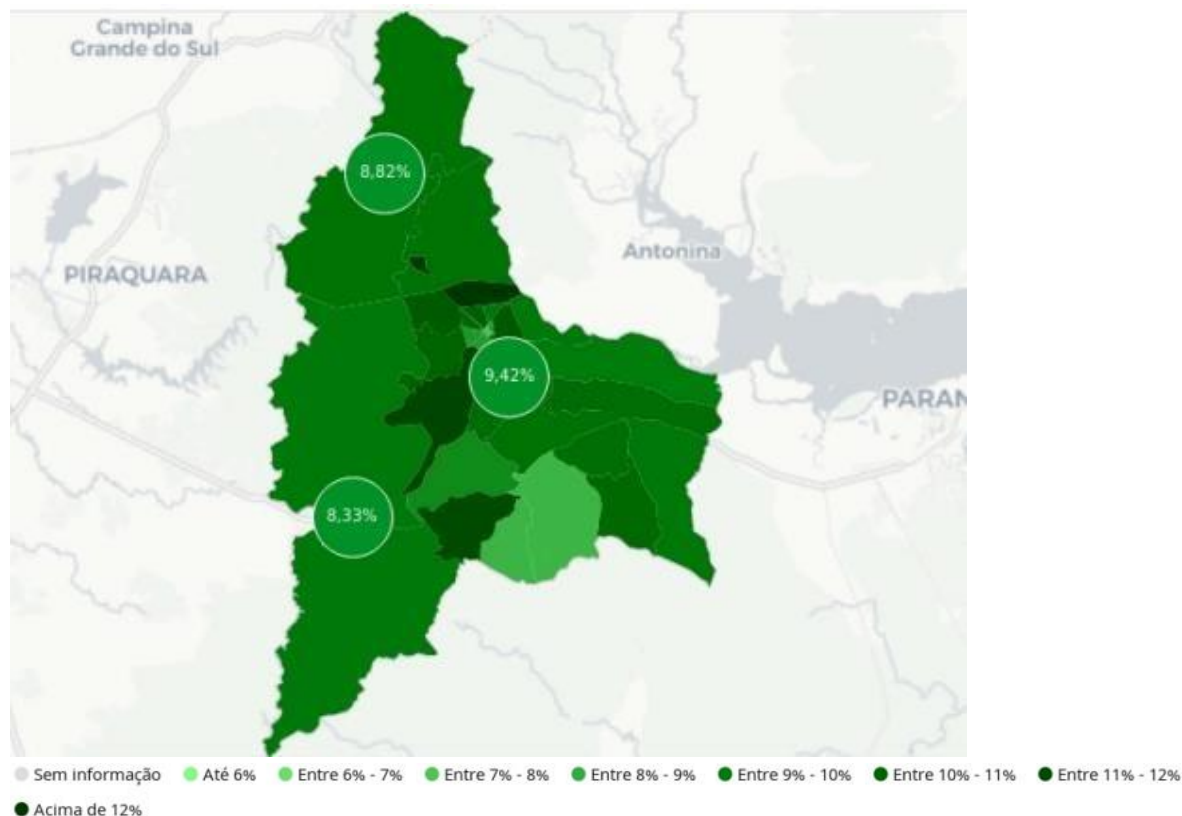 Campina
Grande do Sul
8,82%
Antonina
PIRAQUARA
9,42%
PARAN
8,33%
Sem informação Até 6% Entre 6% - 7% Entre 7% - 8% Entre 8% - 9% Entre 9% - 10% Entre 10% - 11% Entre 11% - 12%
Acima de 12%